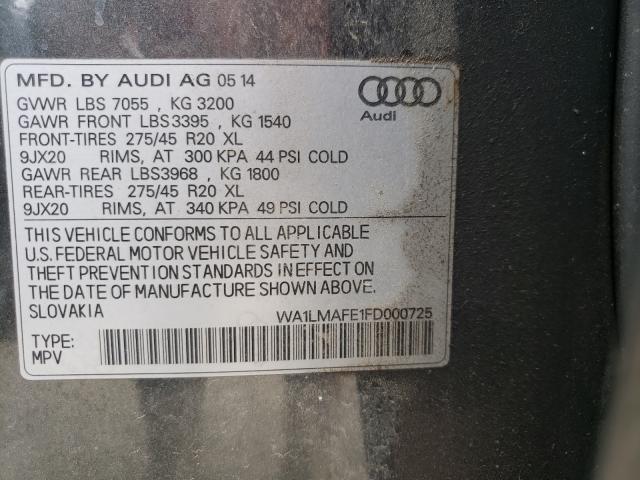 MFD. BY AUDI AG 05 14
GVWR LBS 7055 , KG 3200
GAWR FRONT LBS 3395 , KG 1540
FRONT-TIRES 275/45 R20 XL
9JX20 RIMS, AT 300 KPA 44 PSI COLD
GAWR REAR LBS3968 , KG 1800
REAR-TIRES 275/45 R20 XL
9JX20 RIMS, AT 340 KPA 49 PSI COLD
Audi
THIS VEHICLE CONFORMS TO ALL APPLICABLE
U.S. FEDERAL MOTOR VEHICLE SAFETY AND
THEFT PREVENTION STANDARDS IN EFFECT ON
THE DATE OF MANUFACTURE SHOWN ABOVE.
SLOVAKIA WA1LMAFE1FD000725
TYPE:
MPV